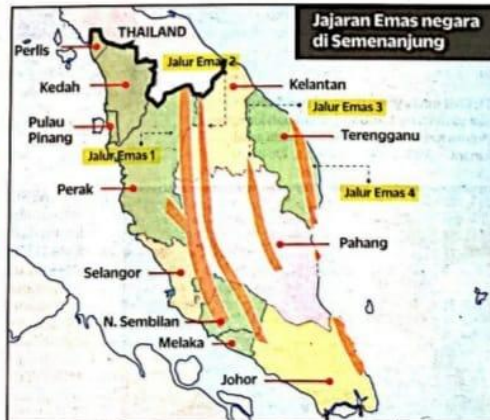 Jajaran Emas negara
di Semenanjung
THAILAND
Perlis
Jalur Emas 2
Kedah
Kelantan
Jalur Emas 3
Pulau
Pinang
Terengganu
Jalur Emas 1
Perak
Jalur Emas 4
Pahang
Selangor
N. Sembilan
Melaka
Johor